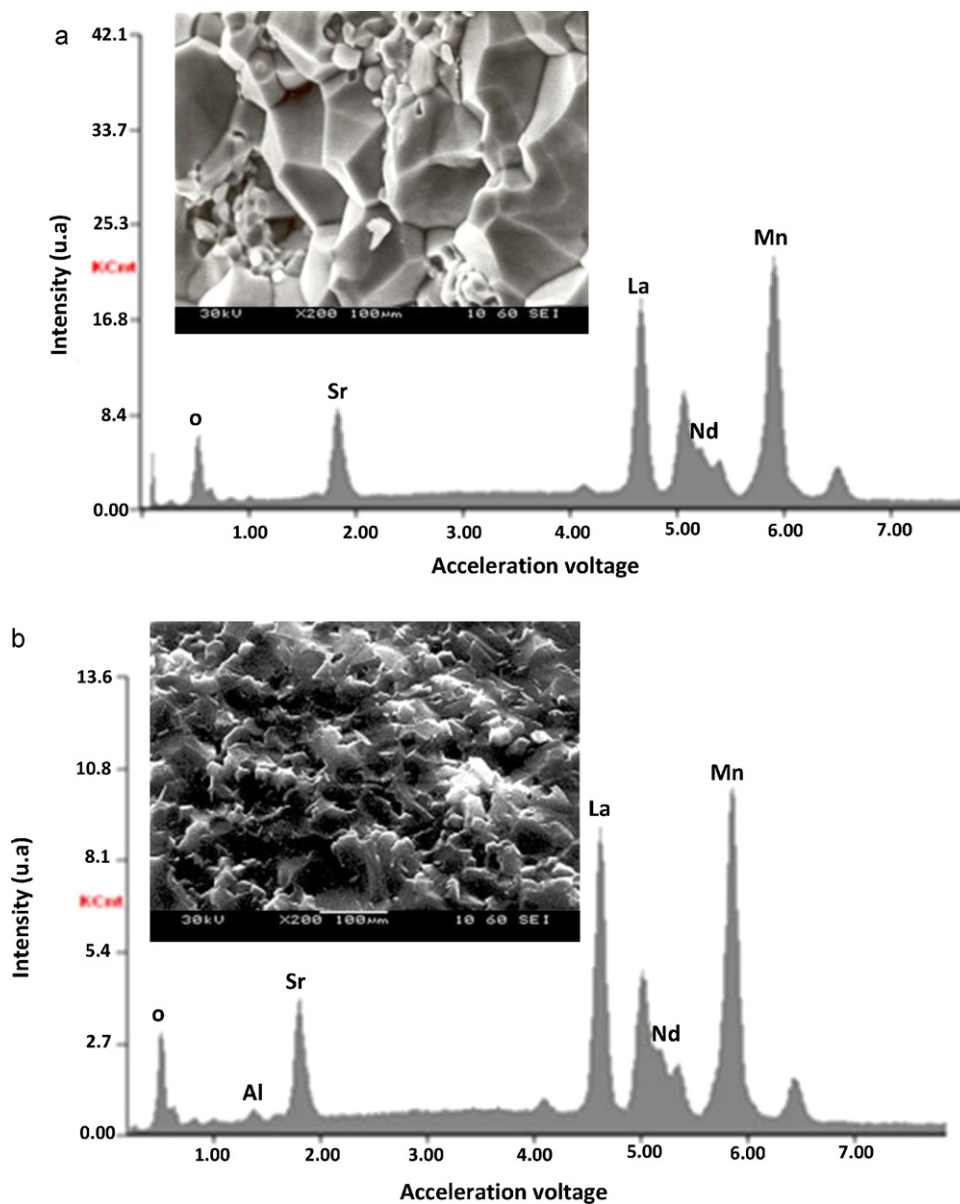 a
42.1
33.7
25.3
KCnt
16.8
8.4
0.00
Intensity (u.a)
30kV X200 100µm 10 60 SEI
o
Sr
La
Nd
Mn
1.00 2.00 3.00 4.00 5.00 6.00 7.00
Acceleration voltage
b
13.6
10.8
8.1
KCnt
5.4
2.7
0.00
Intensity (u.a)
30kV X200 100µm 10 60 SEI
o
Al
Sr
La
Nd
Mn
1.00 2.00 3.00 4.00 5.00 6.00 7.00
Acceleration voltage